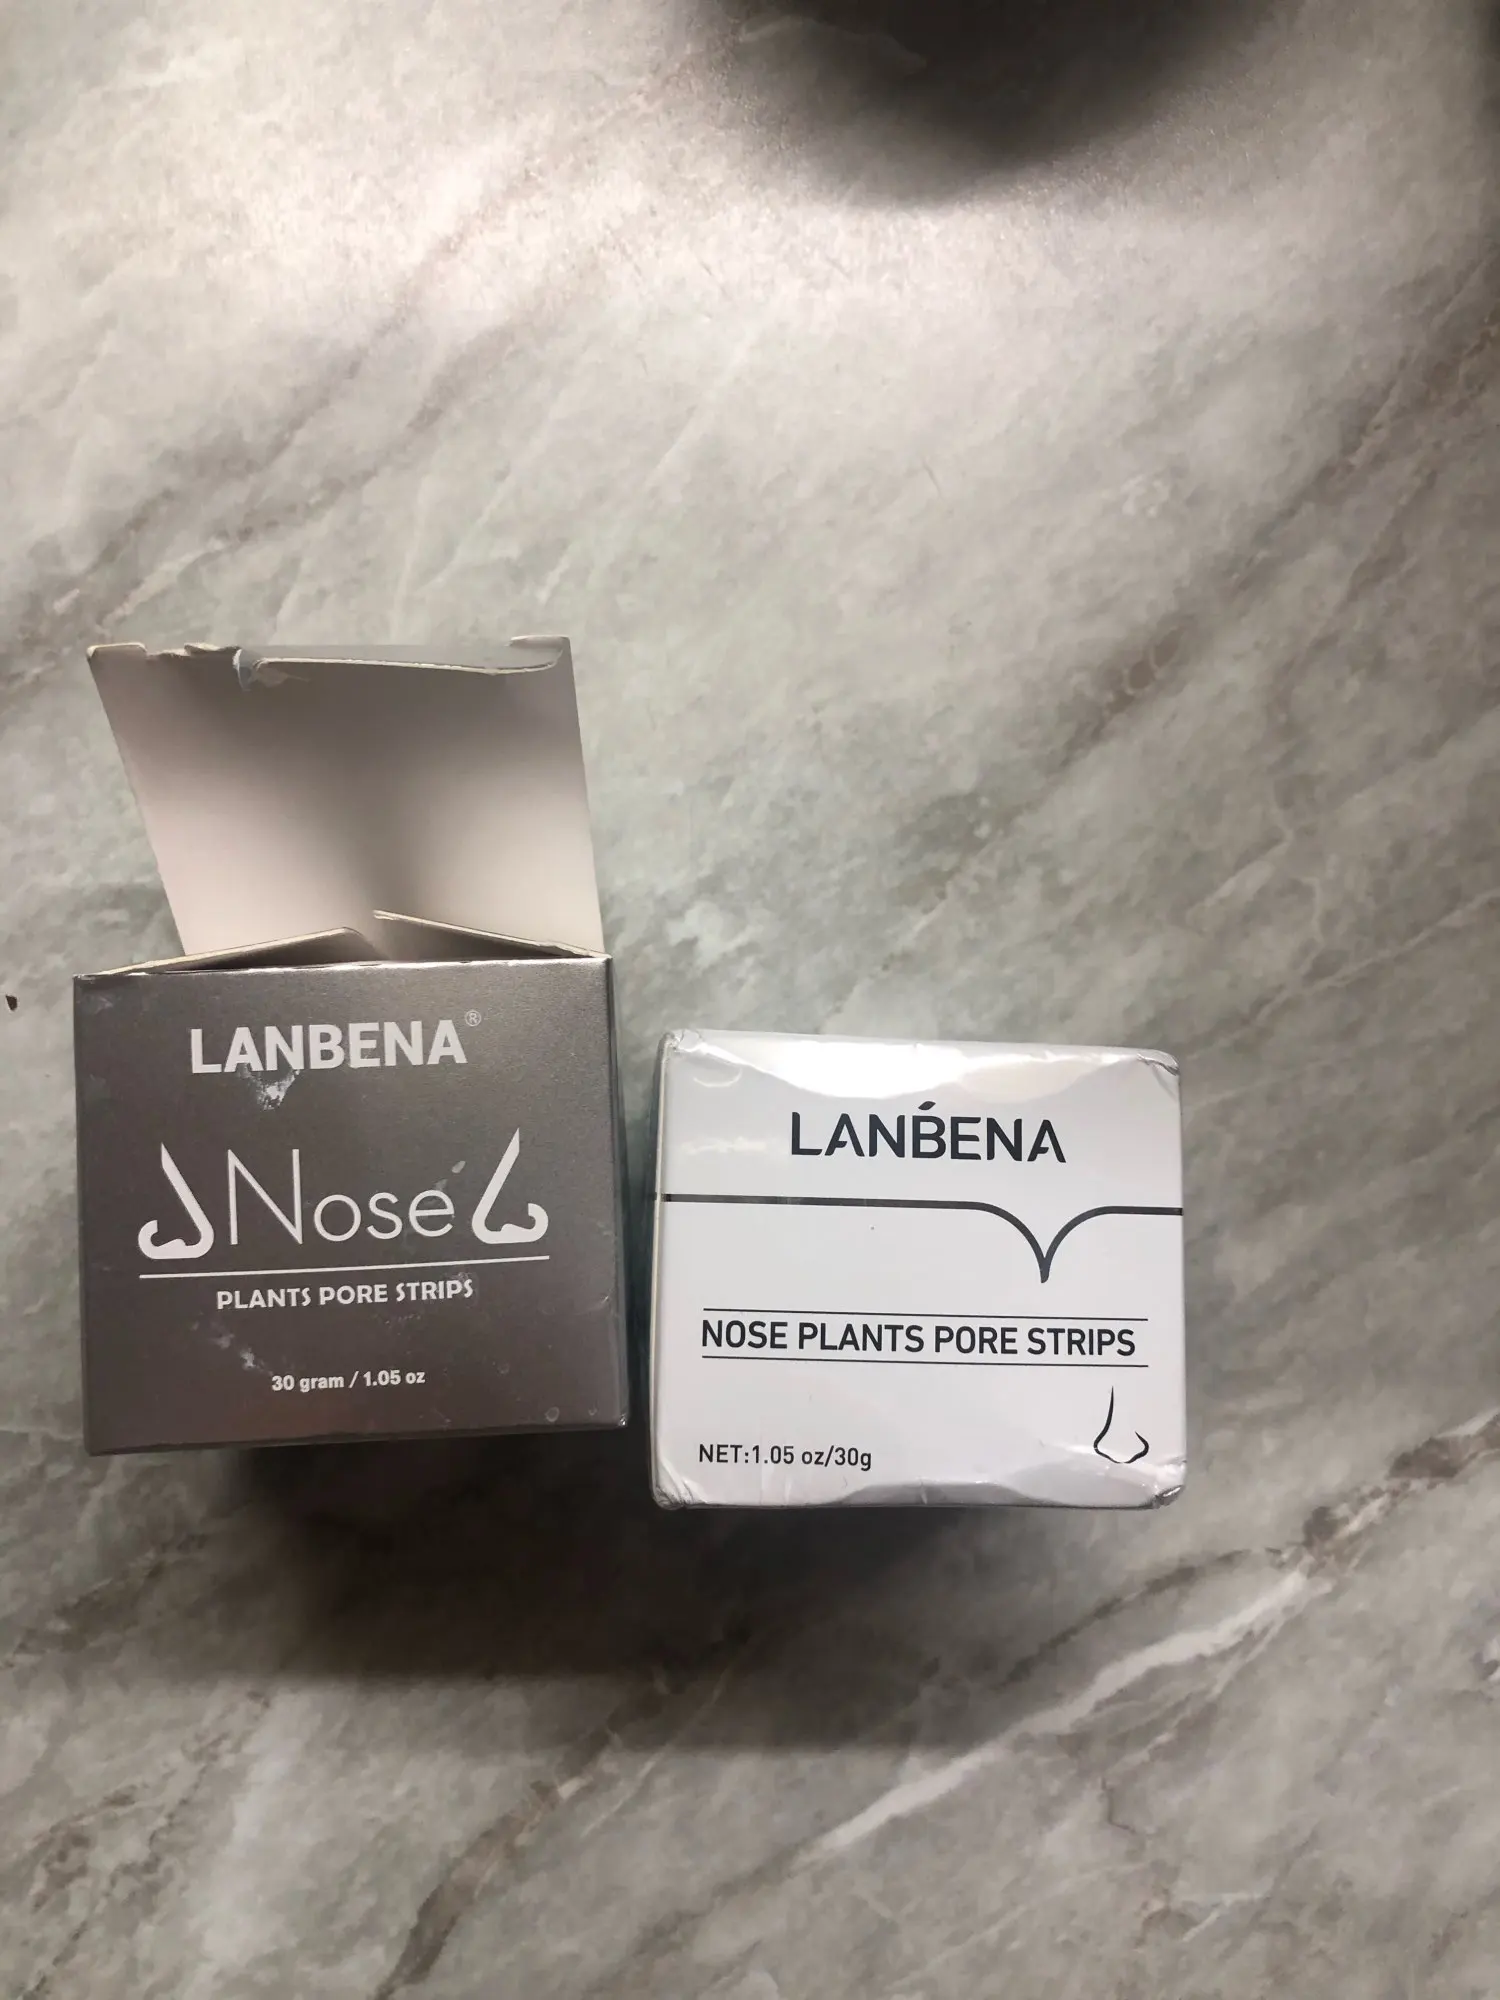 LANBENA®
Nose
PLANTS PORE STRIPS
30 gram / 1.05 oz
LANBENA
NOSE PLANTS PORE STRIPS
NET:1.05 oz/30g